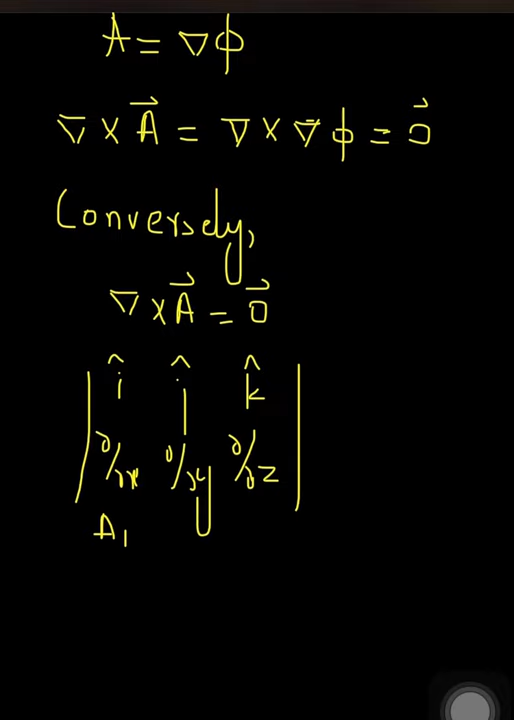 A = ∇ϕ
∇ × A⃗ = ∇ × ∇ϕ = 0⃗
Conversely,
∇ × A⃗ = 0⃗
| î ĵ k̂ |
| ∂/∂x ∂/∂y ∂/∂z |
A₁